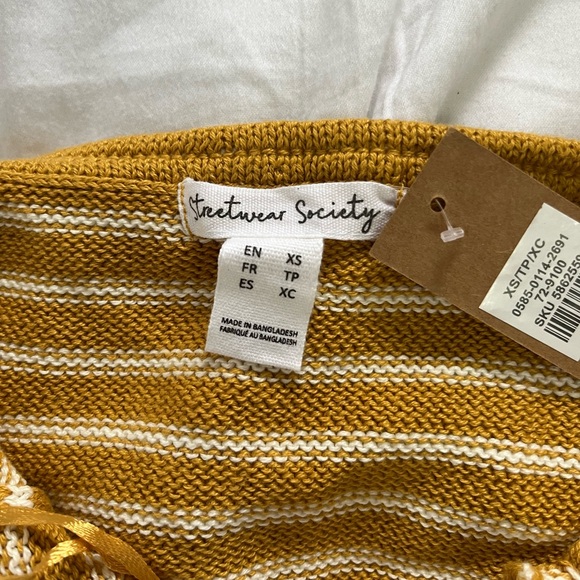 Streetwear Society
EN XS
FR TP
ES XC
MADE IN BANGLADESH
FABRIQUÉ AU BANGLADESH
XS/TP/XC
0585-0114-2691
72-9100
SKU